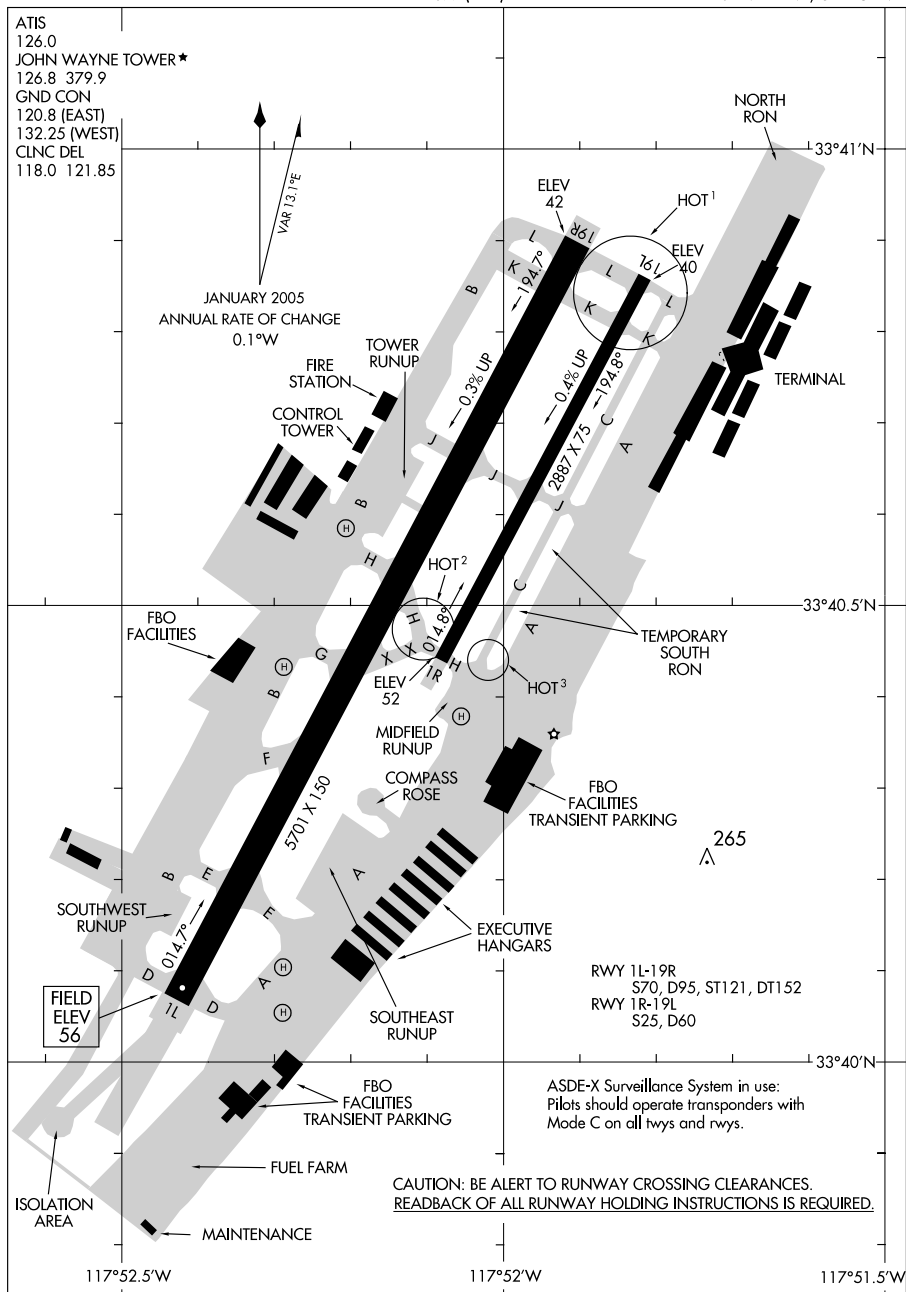 ATIS
126.0
JOHN WAYNE TOWER★
126.8 379.9
GND CON
120.8 (EAST)
132.25 (WEST)
CLNC DEL
118.0 121.85
VAR 13.1°E
JANUARY 2005
ANNUAL RATE OF CHANGE
0.1°W
NORTH
RON
33°41'N
ELEV
42
HOT 1
19R
ELEV
40
19L
L
K
L
K
L
K
B
194.7°
0.3% UP
0.4% UP
194.8°
2887 X 75
C
A
TERMINAL
TOWER
RUNUP
FIRE
STATION
CONTROL
TOWER
J
J
J
B
H
H
HOT 2
H
014.8°
C
A
33°40.5'N
TEMPORARY
SOUTH
RON
FBO
FACILITIES
H
G
X
X
H
1R
ELEV
52
HOT 3
B
F
MIDFIELD
RUNUP
H
5701 X 150
COMPASS
ROSE
FBO
FACILITIES
TRANSIENT PARKING
265
B
E
E
A
SOUTHWEST
RUNUP
014.7°
EXECUTIVE
HANGARS
D
D
A
H
H
1L
FIELD
ELEV
56
SOUTHEAST
RUNUP
RWY 1L-19R
S70, D95, ST121, DT152
RWY 1R-19L
S25, D60
33°40'N
FBO
FACILITIES
TRANSIENT PARKING
ASDE-X Surveillance System in use:
Pilots should operate transponders with
Mode C on all twys and rwys.
FUEL FARM
ISOLATION
AREA
MAINTENANCE
CAUTION: BE ALERT TO RUNWAY CROSSING CLEARANCES.
READBACK OF ALL RUNWAY HOLDING INSTRUCTIONS IS REQUIRED.
117°52.5'W
117°52'W
117°51.5'W